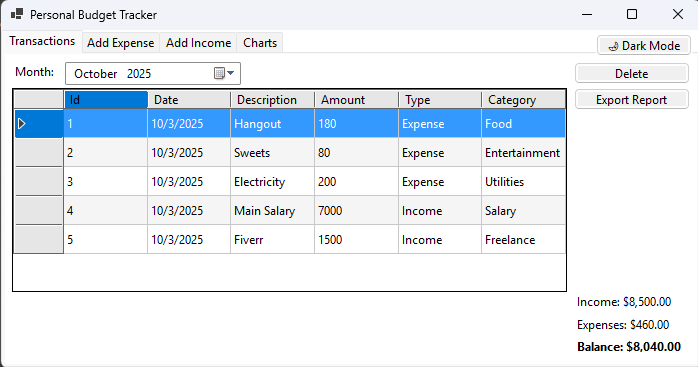 Personal Budget Tracker
Transactions Add Expense Add Income Charts
🌙 Dark Mode
Month: October 2025
Delete
Export Report
Id Date Description Amount Type Category
1 10/3/2025 Hangout 180 Expense Food
2 10/3/2025 Sweets 80 Expense Entertainment
3 10/3/2025 Electricity 200 Expense Utilities
4 10/3/2025 Main Salary 7000 Income Salary
5 10/3/2025 Fiverr 1500 Income Freelance
Income: $8,500.00
Expenses: $460.00
Balance: $8,040.00